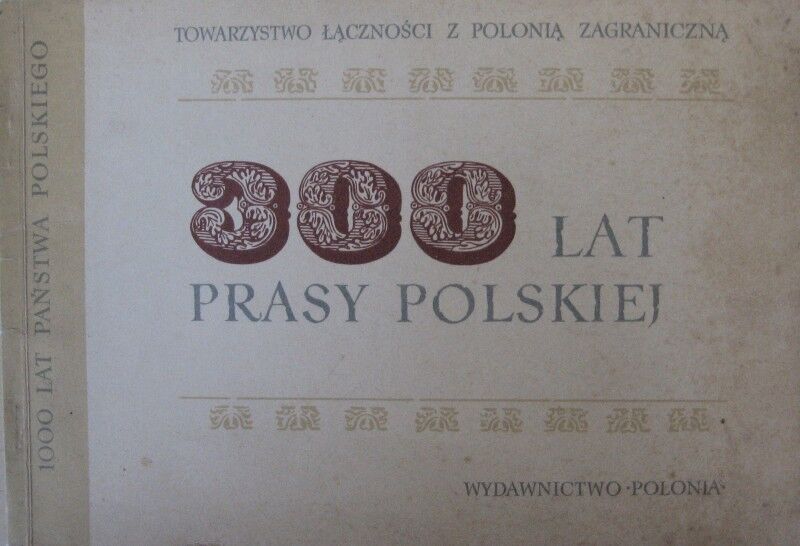 TOWARZYSTWO ŁĄCZNOŚCI Z POLONIĄ ZAGRANICZNĄ
300 LAT
PRASY POLSKIEJ
WYDAWNICTWO·POLONIA·
1000 LAT PAŃSTWA POLSKIEGO